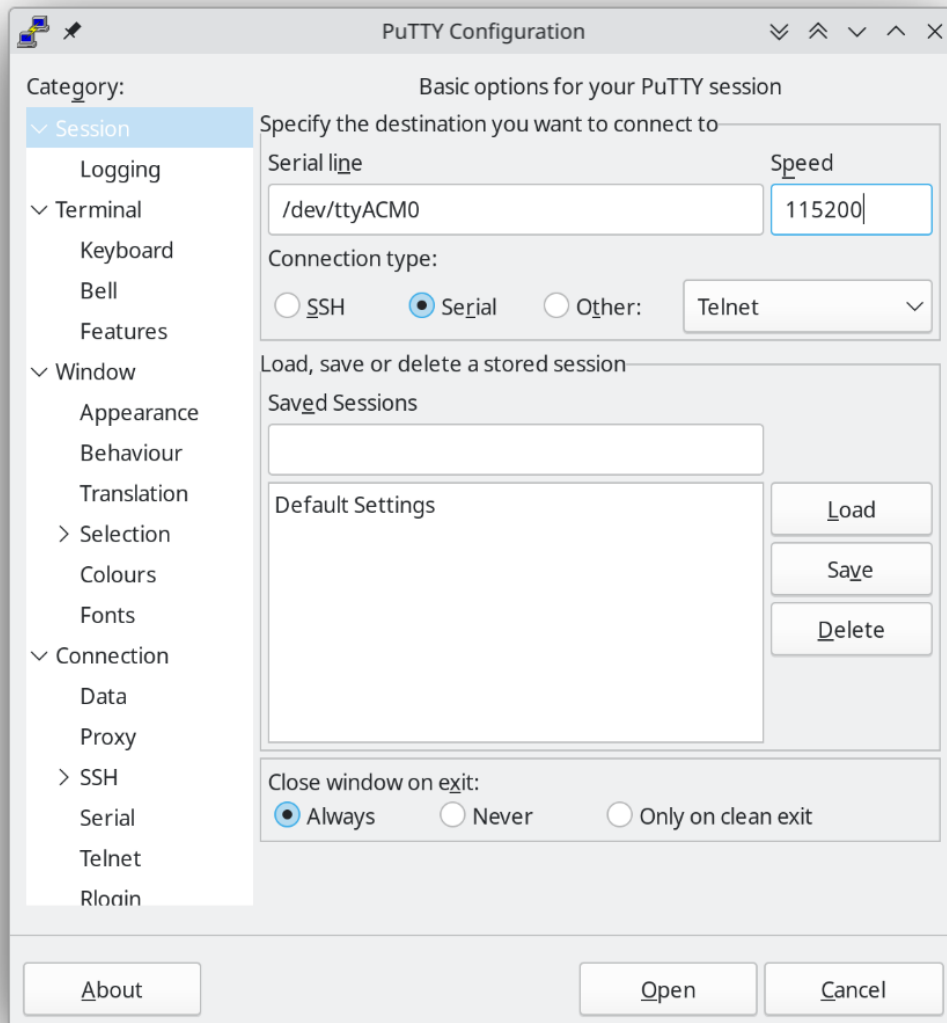 PuTTY Configuration
Category:
Session
Logging
Terminal
Keyboard
Bell
Features
Window
Appearance
Behaviour
Translation
Selection
Colours
Fonts
Connection
Data
Proxy
SSH
Serial
Telnet
Rlogin
Basic options for your PuTTY session
Specify the destination you want to connect to
Serial line Speed
/dev/ttyACM0 115200
Connection type:
SSH Serial Other: Telnet
Load, save or delete a stored session
Saved Sessions
Default Settings
Load
Save
Delete
Close window on exit:
Always Never Only on clean exit
About Open Cancel